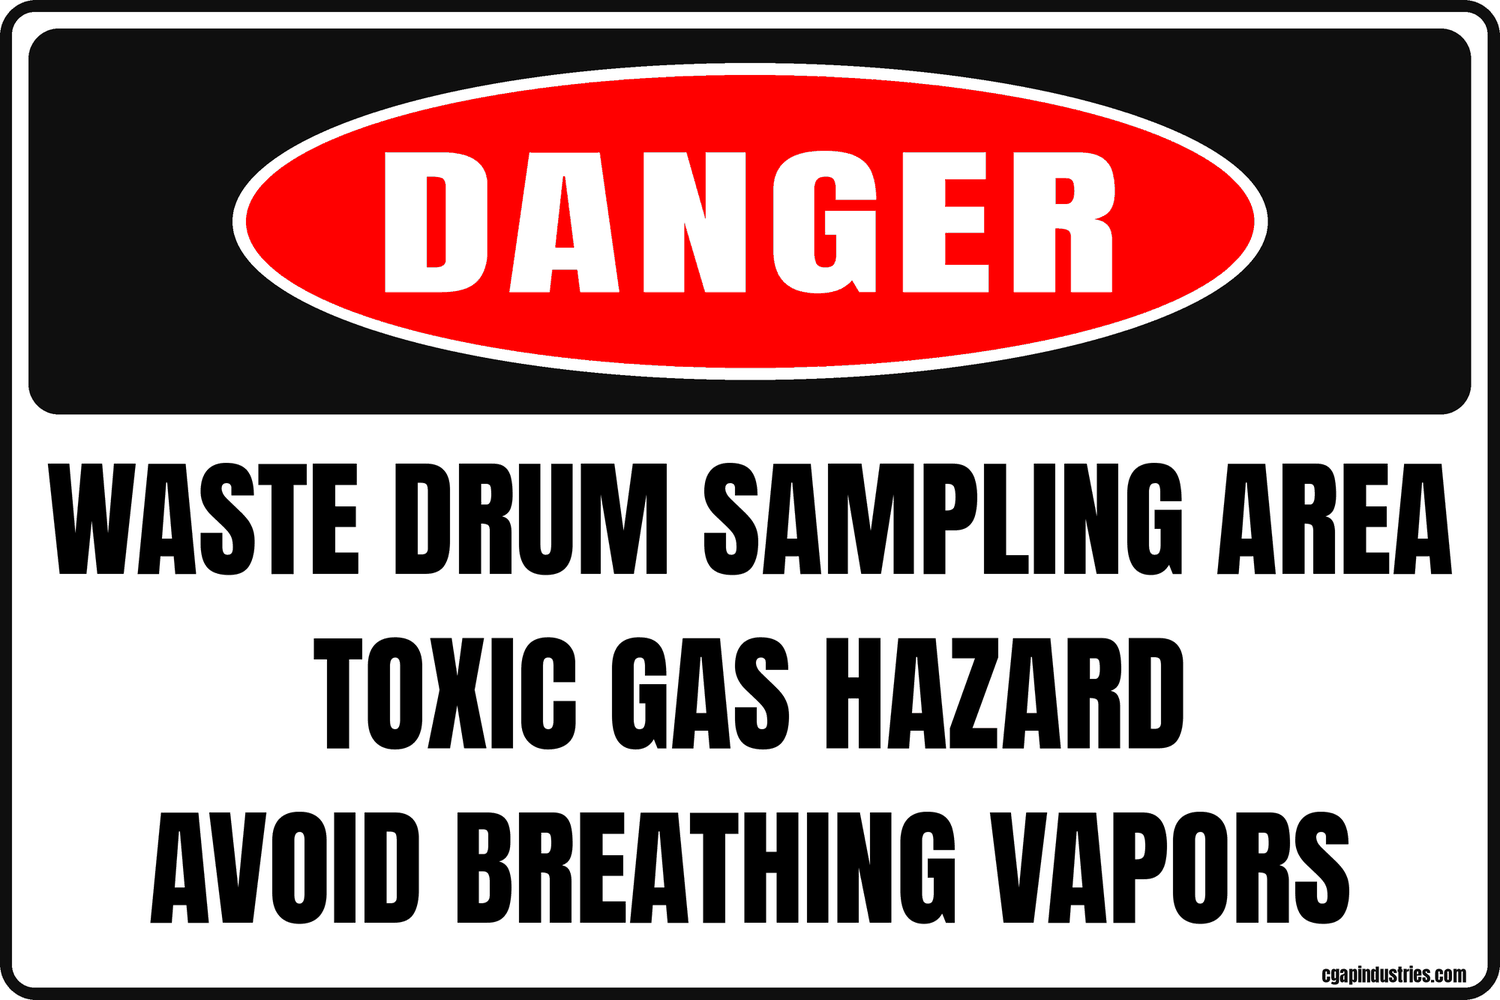 DANGER
WASTE DRUM SAMPLING AREA
TOXIC GAS HAZARD
AVOID BREATHING VAPORS
cgapindustries.com